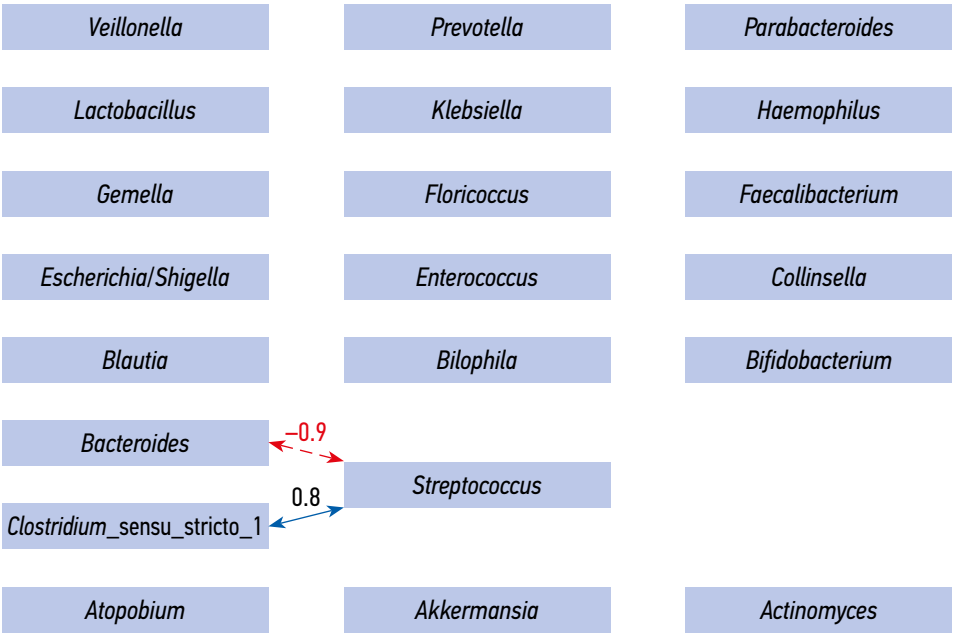 Veillonella
Prevotella
Parabacteroides
Lactobacillus
Klebsiella
Haemophilus
Gemella
Floricoccus
Faecalibacterium
Escherichia/Shigella
Enterococcus
Collinsella
Blautia
Bilophila
Bifidobacterium
Bacteroides
–0.9
Streptococcus
0.8
Clostridium_sensu_stricto_1
Atopobium
Akkermansia
Actinomyces